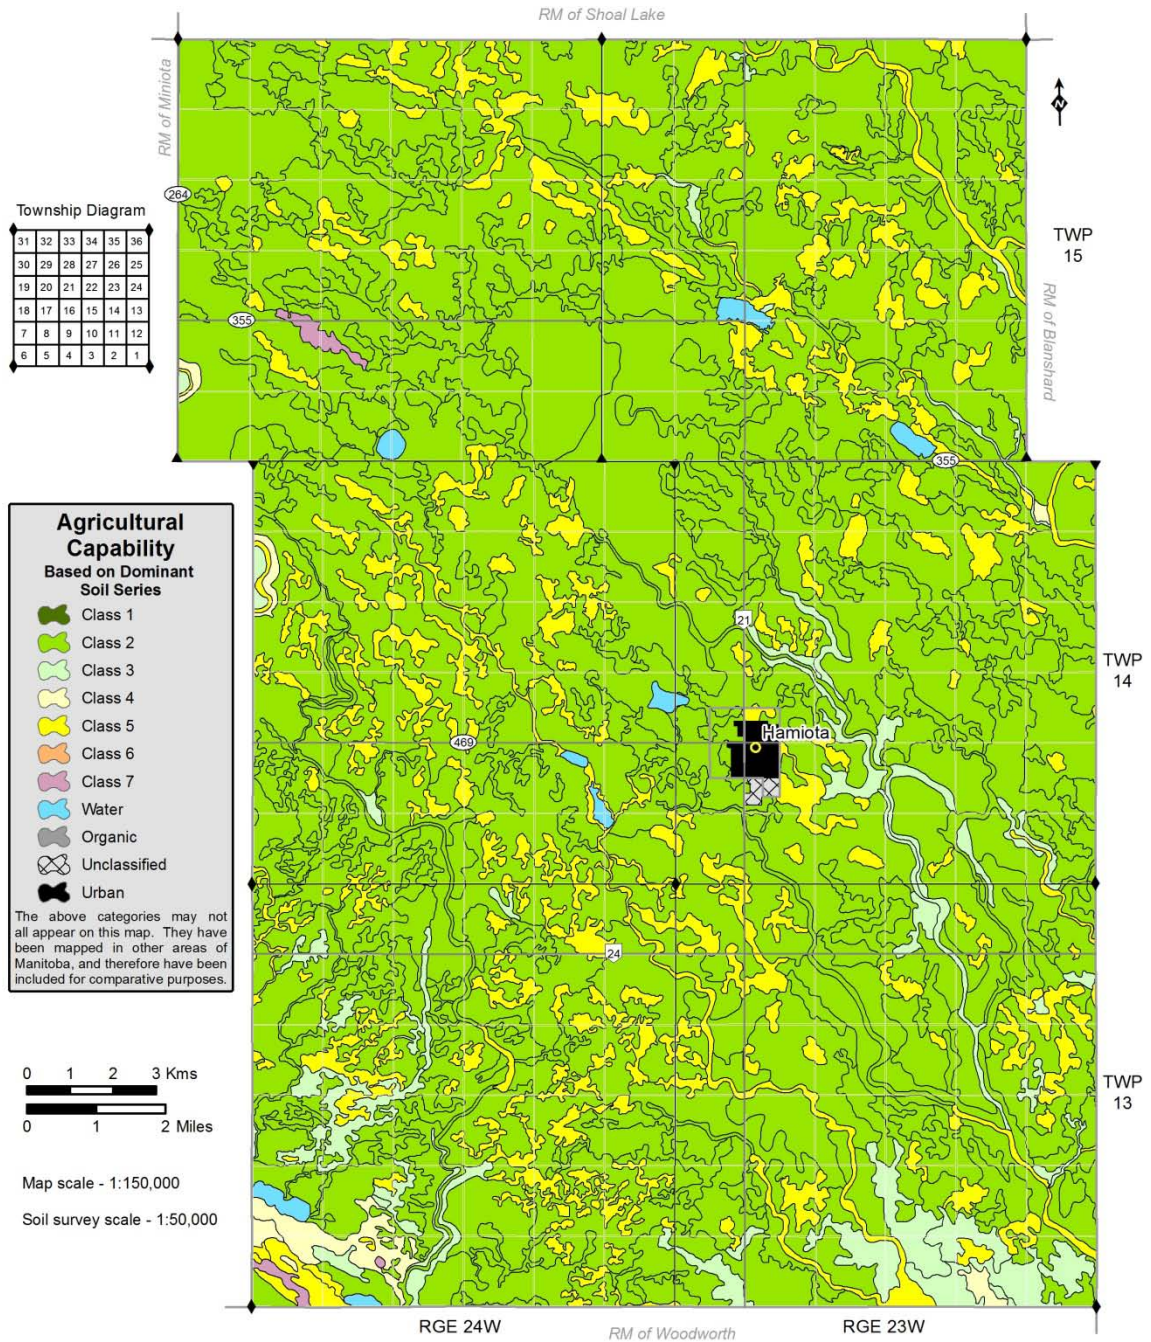 RM of Shoal Lake
RM of Miniota
N
264
Township Diagram
31 32 33 34 35 36
30 29 28 27 26 25
19 20 21 22 23 24
18 17 16 15 14 13
7 8 9 10 11 12
6 5 4 3 2 1
TWP
15
RM of Blanshard
355
355
Agricultural
Capability
Based on Dominant
Soil Series
Class 1
Class 2
Class 3
Class 4
Class 5
Class 6
Class 7
Water
Organic
Unclassified
Urban
The above categories may not
all appear on this map. They have
been mapped in other areas of
Manitoba, and therefore have been
included for comparative purposes.
21
TWP
14
Hamiota
469
24
0 1 2 3 Kms
0 1 2 Miles
TWP
13
Map scale - 1:150,000
Soil survey scale - 1:50,000
RGE 24W
RM of Woodworth
RGE 23W